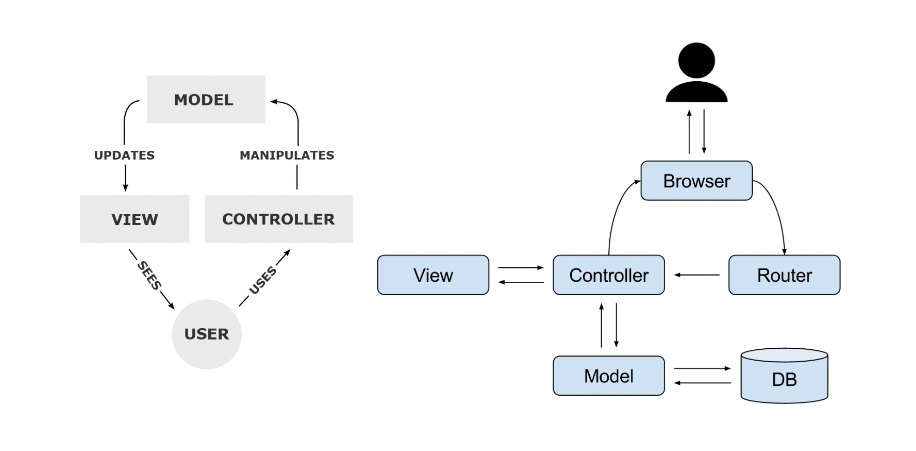 MODEL
UPDATES
MANIPULATES
VIEW
CONTROLLER
SEES
USES
USER
Browser
View
Controller
Router
Model
DB